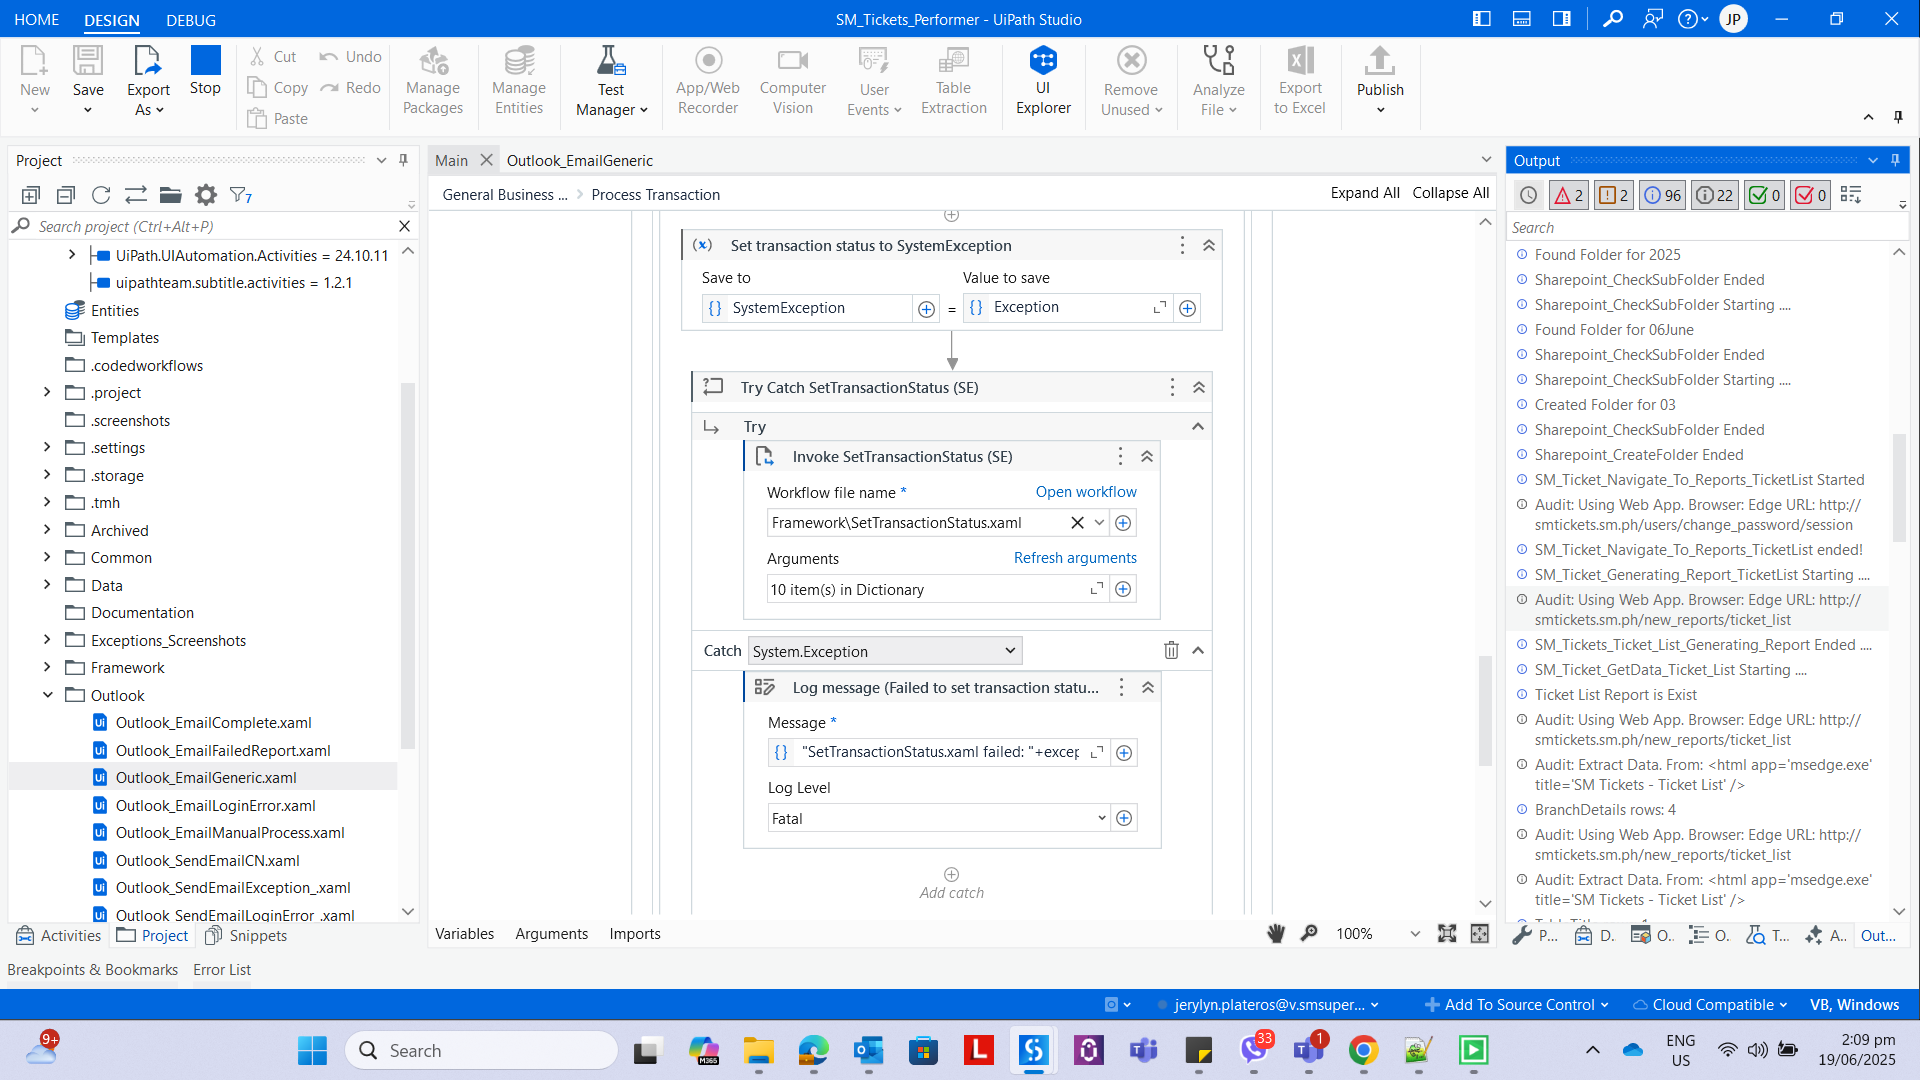 HOME
DESIGN
DEBUG
SM_Tickets_Performer - UiPath Studio
JP
New
Save
Export As
Stop
Cut
Copy
Paste
Undo
Redo
Manage Packages
Manage Entities
Test Manager
App/Web Recorder
Computer Vision
User Events
Table Extraction
UI Explorer
Remove Unused
Analyze File
Export to Excel
Publish
Project
7
Search project (Ctrl+Alt+P)
UiPath.UIAutomation.Activities = 24.10.11
uipathteam.subtitle.activities = 1.2.1
Entities
Templates
.codedworkflows
.project
.screenshots
.settings
.storage
.tmh
Archived
Common
Data
Documentation
Exceptions_Screenshots
Framework
Outlook
Outlook_EmailComplete.xaml
Outlook_EmailFailedReport.xaml
Outlook_EmailGeneric.xaml
Outlook_EmailLoginError.xaml
Outlook_EmailManualProcess.xaml
Outlook_SendEmailCN.xaml
Outlook_SendEmailException_.xaml
Outlook_SendEmailLoginError_.xaml
Activities
Project
Snippets
Main
Outlook_EmailGeneric
General Business ...
Process Transaction
Expand All
Collapse All
Set transaction status to SystemException
Save to
Value to save
SystemException
=
Exception
Try Catch SetTransactionStatus (SE)
Try
Invoke SetTransactionStatus (SE)
Workflow file name *
Open workflow
Framework\SetTransactionStatus.xaml
Arguments
Refresh arguments
10 item(s) in Dictionary
Catch
System.Exception
Log message (Failed to set transaction statu...
Message *
"SetTransactionStatus.xaml failed: "+excep
Log Level
Fatal
Add catch
Variables
Arguments
Imports
100%
Output
2
2
96
22
0
0
Search
Found Folder for 2025
Sharepoint_CheckSubFolder Ended
Sharepoint_CheckSubFolder Starting ....
Found Folder for 06June
Sharepoint_CheckSubFolder Ended
Sharepoint_CheckSubFolder Starting ....
Created Folder for 03
Sharepoint_CheckSubFolder Ended
Sharepoint_CreateFolder Ended
SM_Ticket_Navigate_To_Reports_TicketList Started
Audit: Using Web App. Browser: Edge URL: http://
smtickets.sm.ph/users/change_password/session
SM_Ticket_Navigate_To_Reports_TicketList ended!
SM_Ticket_Generating_Report_TicketList Starting ....
Audit: Using Web App. Browser: Edge URL: http://
smtickets.sm.ph/new_reports/ticket_list
SM_Tickets_Ticket_List_Generating_Report Ended ....
SM_Ticket_GetData_Ticket_List Starting ....
Ticket List Report is Exist
Audit: Using Web App. Browser: Edge URL: http://
smtickets.sm.ph/new_reports/ticket_list
Audit: Extract Data. From: <html app='msedge.exe'
title='SM Tickets - Ticket List' />
BranchDetails rows: 4
Audit: Using Web App. Browser: Edge URL: http://
smtickets.sm.ph/new_reports/ticket_list
Audit: Extract Data. From: <html app='msedge.exe'
title='SM Tickets - Ticket List' />
P...
D.
O.
O.
T...
A..
Out...
Breakpoints & Bookmarks
Error List
jerylyn.plateros@v.smsuper...
Add To Source Control
Cloud Compatible
VB, Windows
9+
Search
M365
L
33
1
ENG
US
2:09 pm
19/06/2025